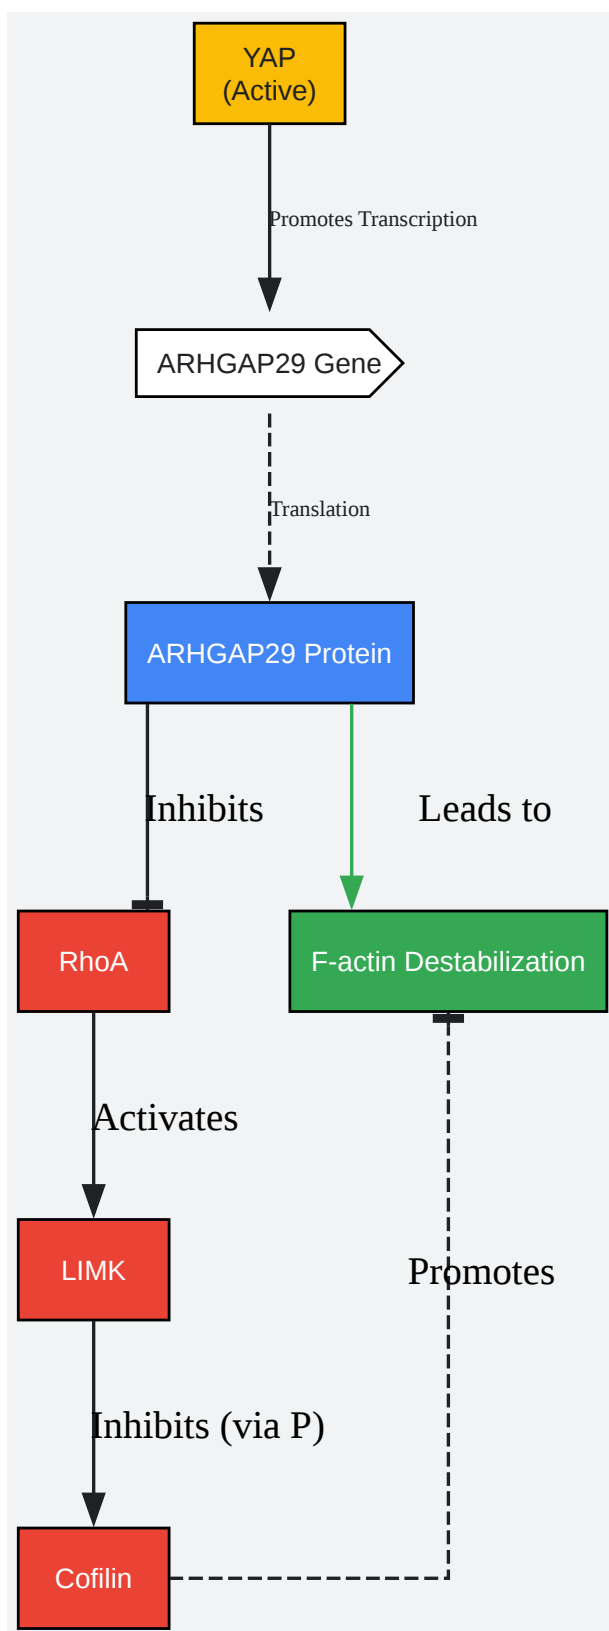 YAP
(Active)
Promotes Transcription
ARHGAP29 Gene
Translation
ARHGAP29 Protein
Inhibits
Leads to
RhoA
F-actin Destabilization
Activates
LIMK
Promotes
Inhibits (via P)
Cofilin